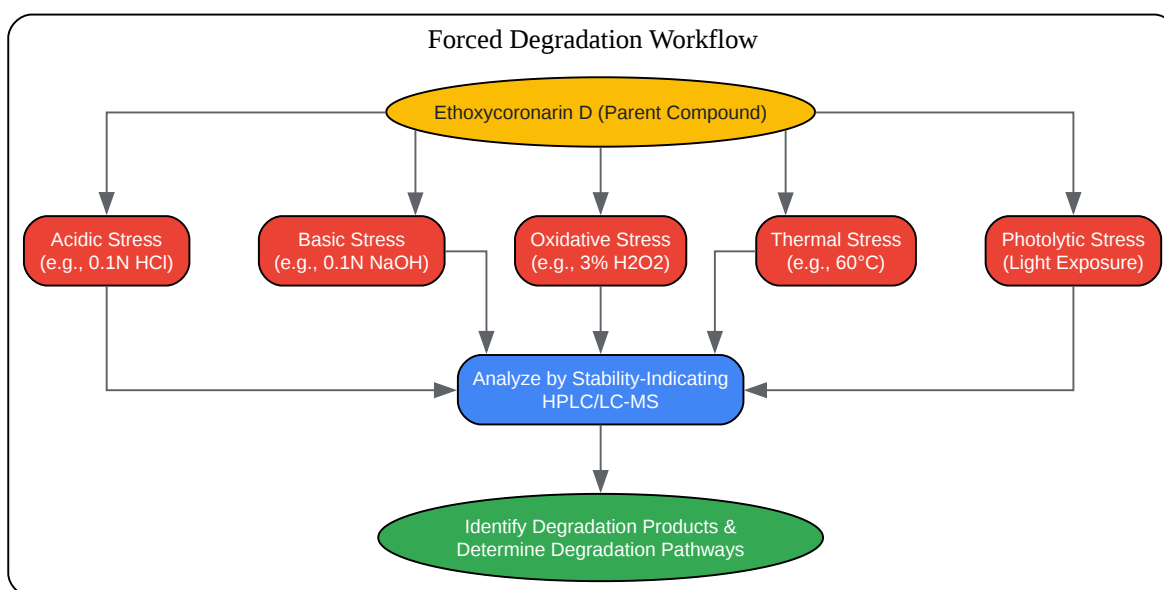 Forced Degradation Workflow
Ethoxycoronarin D (Parent Compound)
Acidic Stress
(e.g., 0.1N HCl)
Basic Stress
(e.g., 0.1N NaOH)
Oxidative Stress
(e.g., 3% H2O2)
Thermal Stress
(e.g., 60°C)
Photolytic Stress
(Light Exposure)
Analyze by Stability-Indicating
HPLC/LC-MS
Identify Degradation Products &
Determine Degradation Pathways